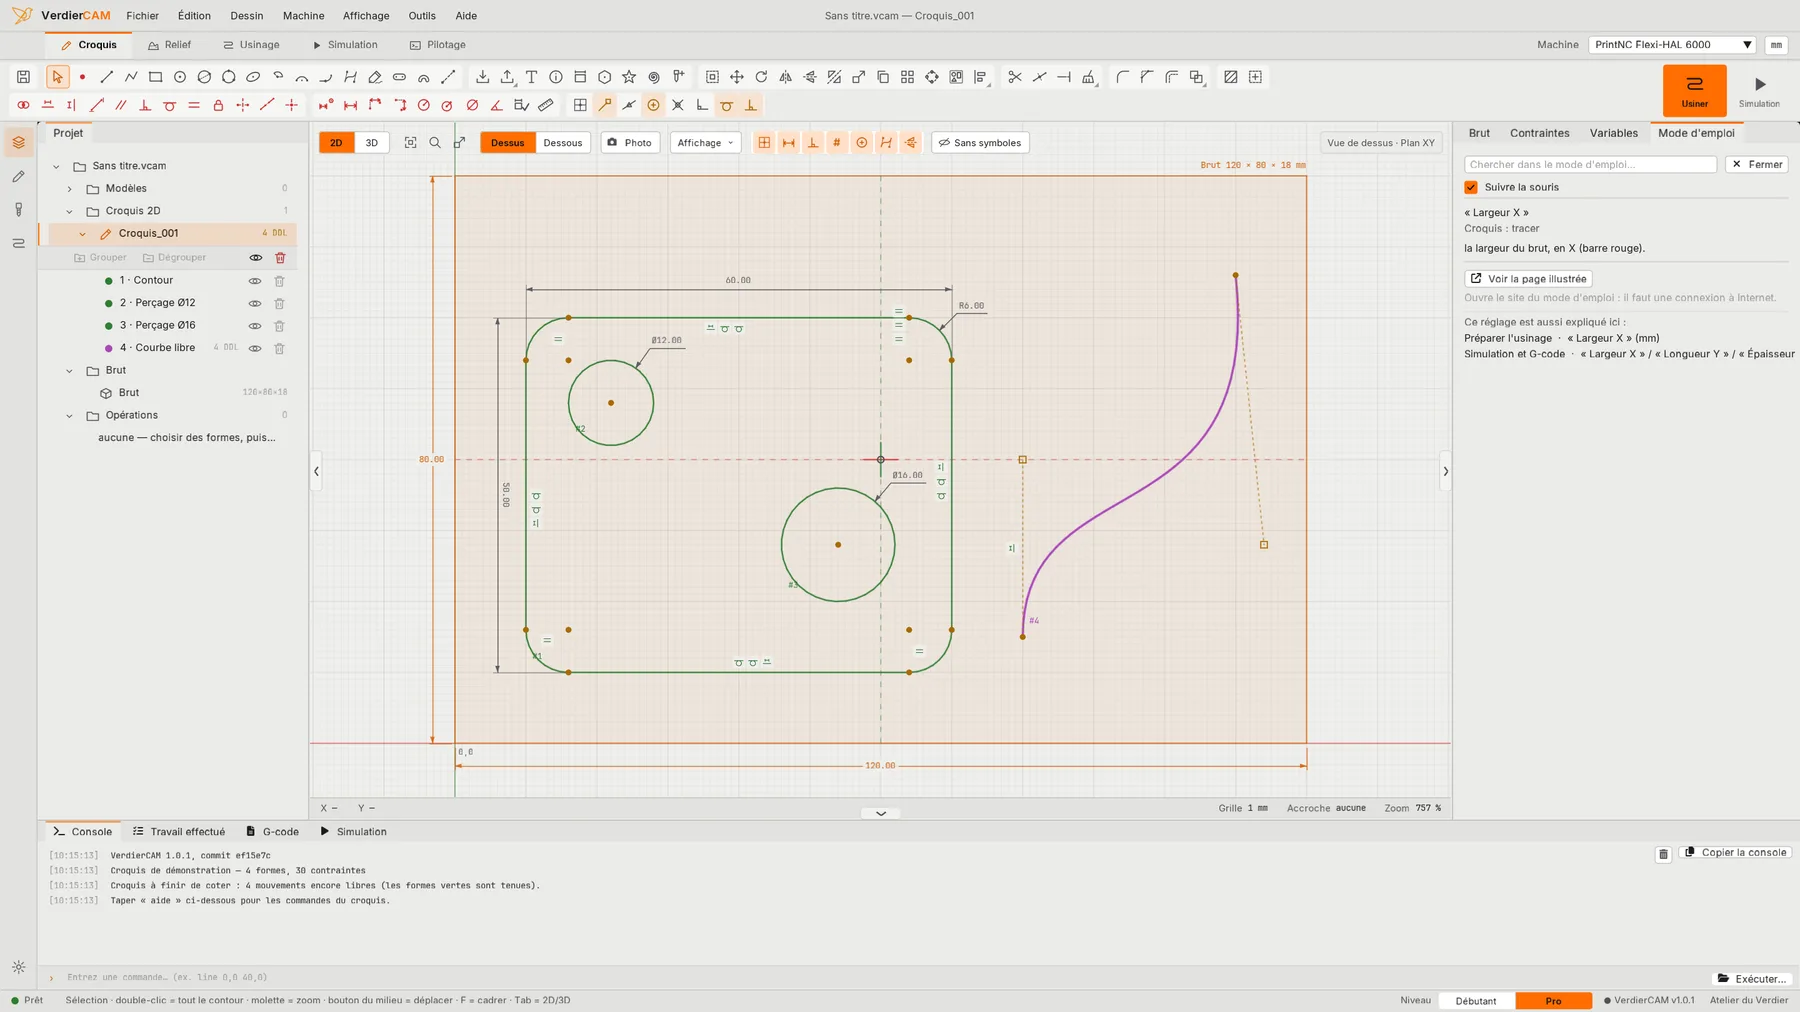 VerdierCAM
Fichier
Édition
Dessin
Machine
Affichage
Outils
Aide
Sans titre.vcam — Croquis_001
Croquis
Relief
Usinage
Simulation
Pilotage
Machine
PrintNC Flexi-HAL 6000
mm
Usiner
Simulation
Projet
Sans titre.vcam
Modèles 0
Croquis 2D 1
Croquis_001 4 DDL
Grouper
Dégrouper
1 · Contour
2 · Perçage Ø12
3 · Perçage Ø16
4 · Courbe libre 4 DDL
Brut
Brut 120×80×18
Opérations 0
aucune — choisir des formes, puis...
2D
3D
Dessus
Dessous
Photo
Affichage
#
Sans symboles
Vue de dessus · Plan XY
Brut 120 × 80 × 18 mm
60.00
R6.00
Ø12.00
#2
80.00
50.00
Ø16.00
#3
#4
#1
0,0
120.00
X –
Y –
Grille 1 mm
Accroche aucune
Zoom 757 %
Brut
Contraintes
Variables
Mode d'emploi
Chercher dans le mode d'emploi...
Fermer
Suivre la souris
« Largeur X »
Croquis : tracer
la largeur du brut, en X (barre rouge).
Voir la page illustrée
Ouvre le site du mode d'emploi : il faut une connexion à Internet.
Ce réglage est aussi expliqué ici :
Préparer l'usinage · « Largeur X » (mm)
Simulation et G-code · « Largeur X » / « Longueur Y » / « Épaisseur
Console
Travail effectué
G-code
Simulation
[10:15:13] VerdierCAM 1.0.1, commit ef15e7c
[10:15:13] Croquis de démonstration — 4 formes, 30 contraintes
[10:15:13] Croquis à finir de coter : 4 mouvements encore libres (les formes vertes sont tenues).
[10:15:13] Taper « aide » ci-dessous pour les commandes du croquis.
Copier la console
› Entrez une commande… (ex. line 0,0 40,0)
Exécuter...
Prêt
Sélection · double-clic = tout le contour · molette = zoom · bouton du milieu = déplacer · F = cadrer · Tab = 2D/3D
Niveau
Débutant
Pro
VerdierCAM v1.0.1
Atelier du Verdier